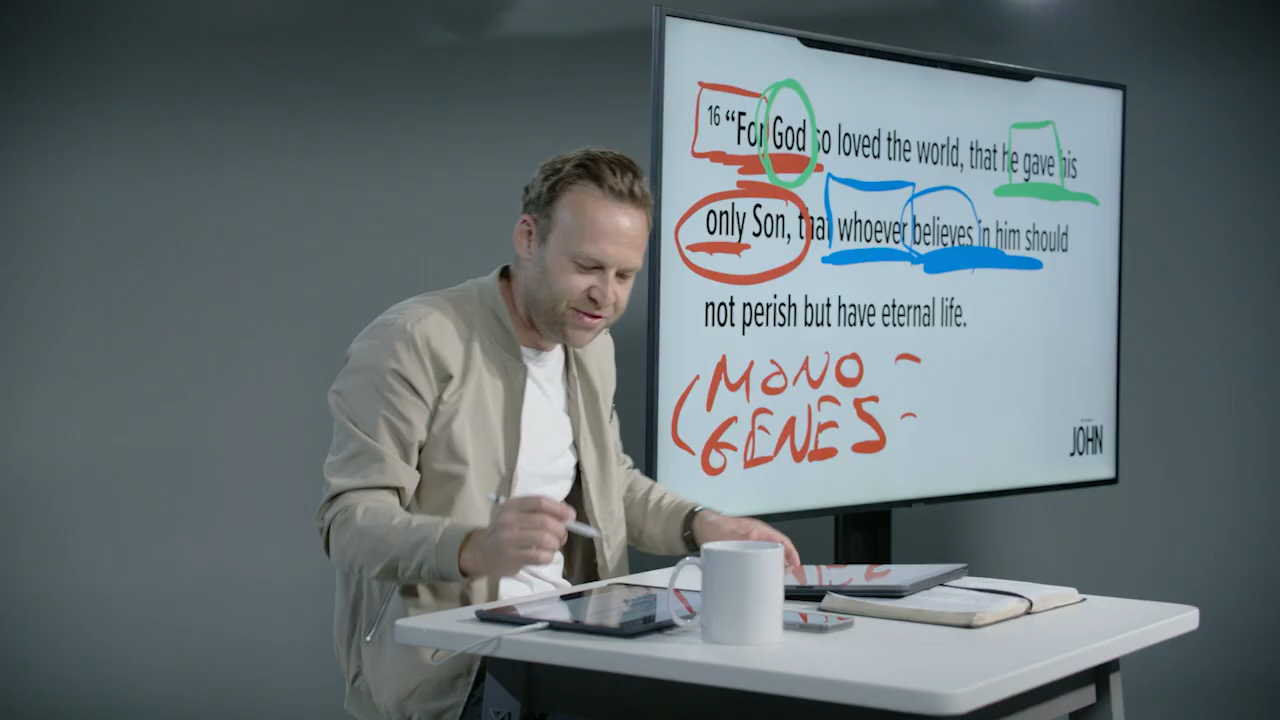 16 “For God so loved the world, that he gave his
only Son, that whoever believes in him should
not perish but have eternal life.
(MONO-
GENES-
JOHN